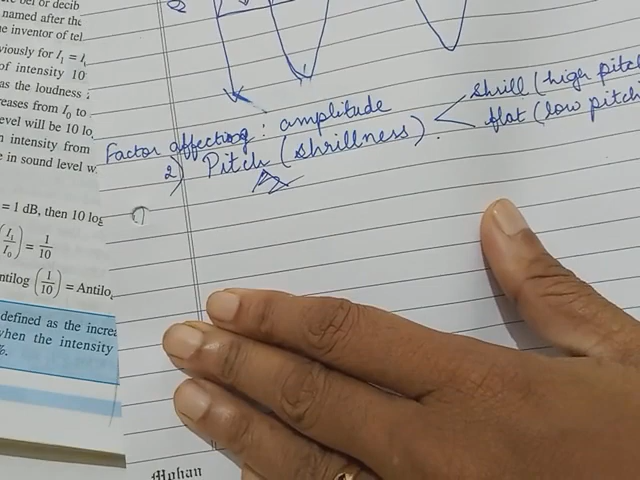 or decib
named after the
e inventor of tel
viously for I₁ = I
of intensity 10
as the loudness
reases from I₀ to
evel will be 10 lo
n intensity from
e in sound level w
= 1 dB, then 10 log
(I₁/I₀) = 1/10
ntilog (1/10) = Antilo
defined as the increa
when the intensity
%.
shrill (high pitch
Factor affecting : amplitude
flat (low pitch
2) Pitch (shrillness).
Mohan